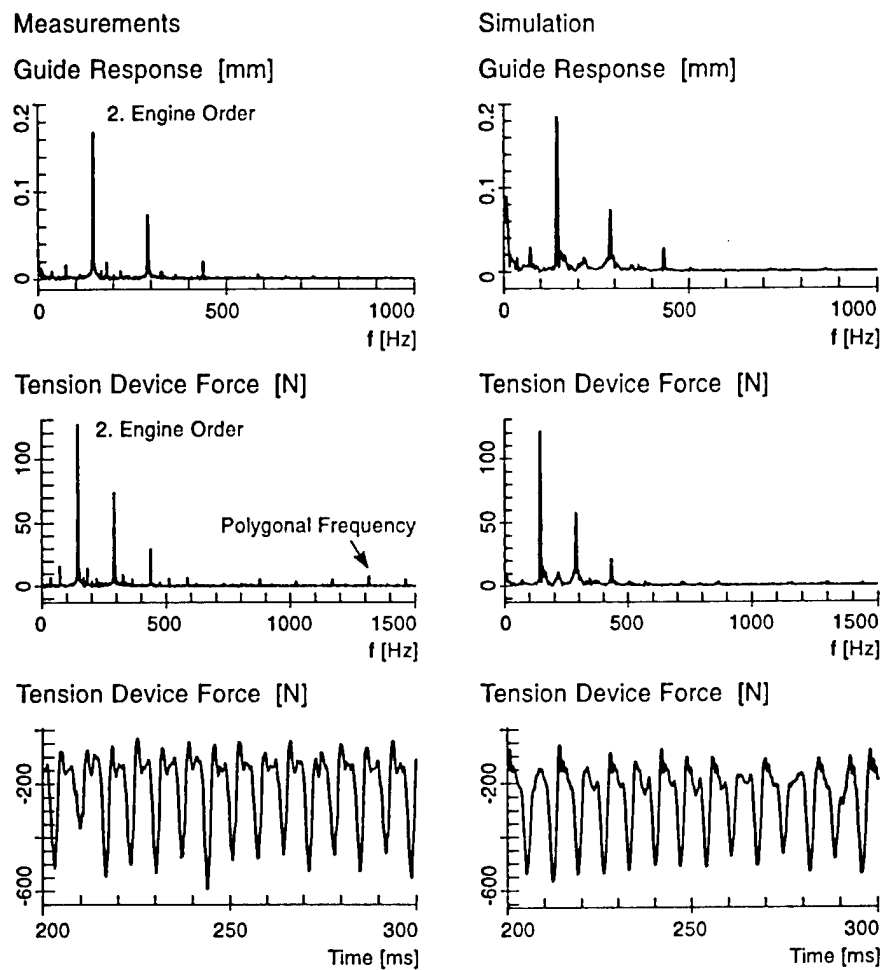 Measurements
Guide Response [mm]
0.2
0.1
0
2. Engine Order
0 500 1000
f [Hz]
Tension Device Force [N]
100
50
0
2. Engine Order
Polygonal Frequency
0 500 1000 1500
f [Hz]
Tension Device Force [N]
-200
-600
200 250 300
Time [ms]
Simulation
Guide Response [mm]
0.2
0.1
0
0 500 1000
f [Hz]
Tension Device Force [N]
100
50
0
0 500 1000 1500
f [Hz]
Tension Device Force [N]
-200
-600
200 250 300
Time [ms]